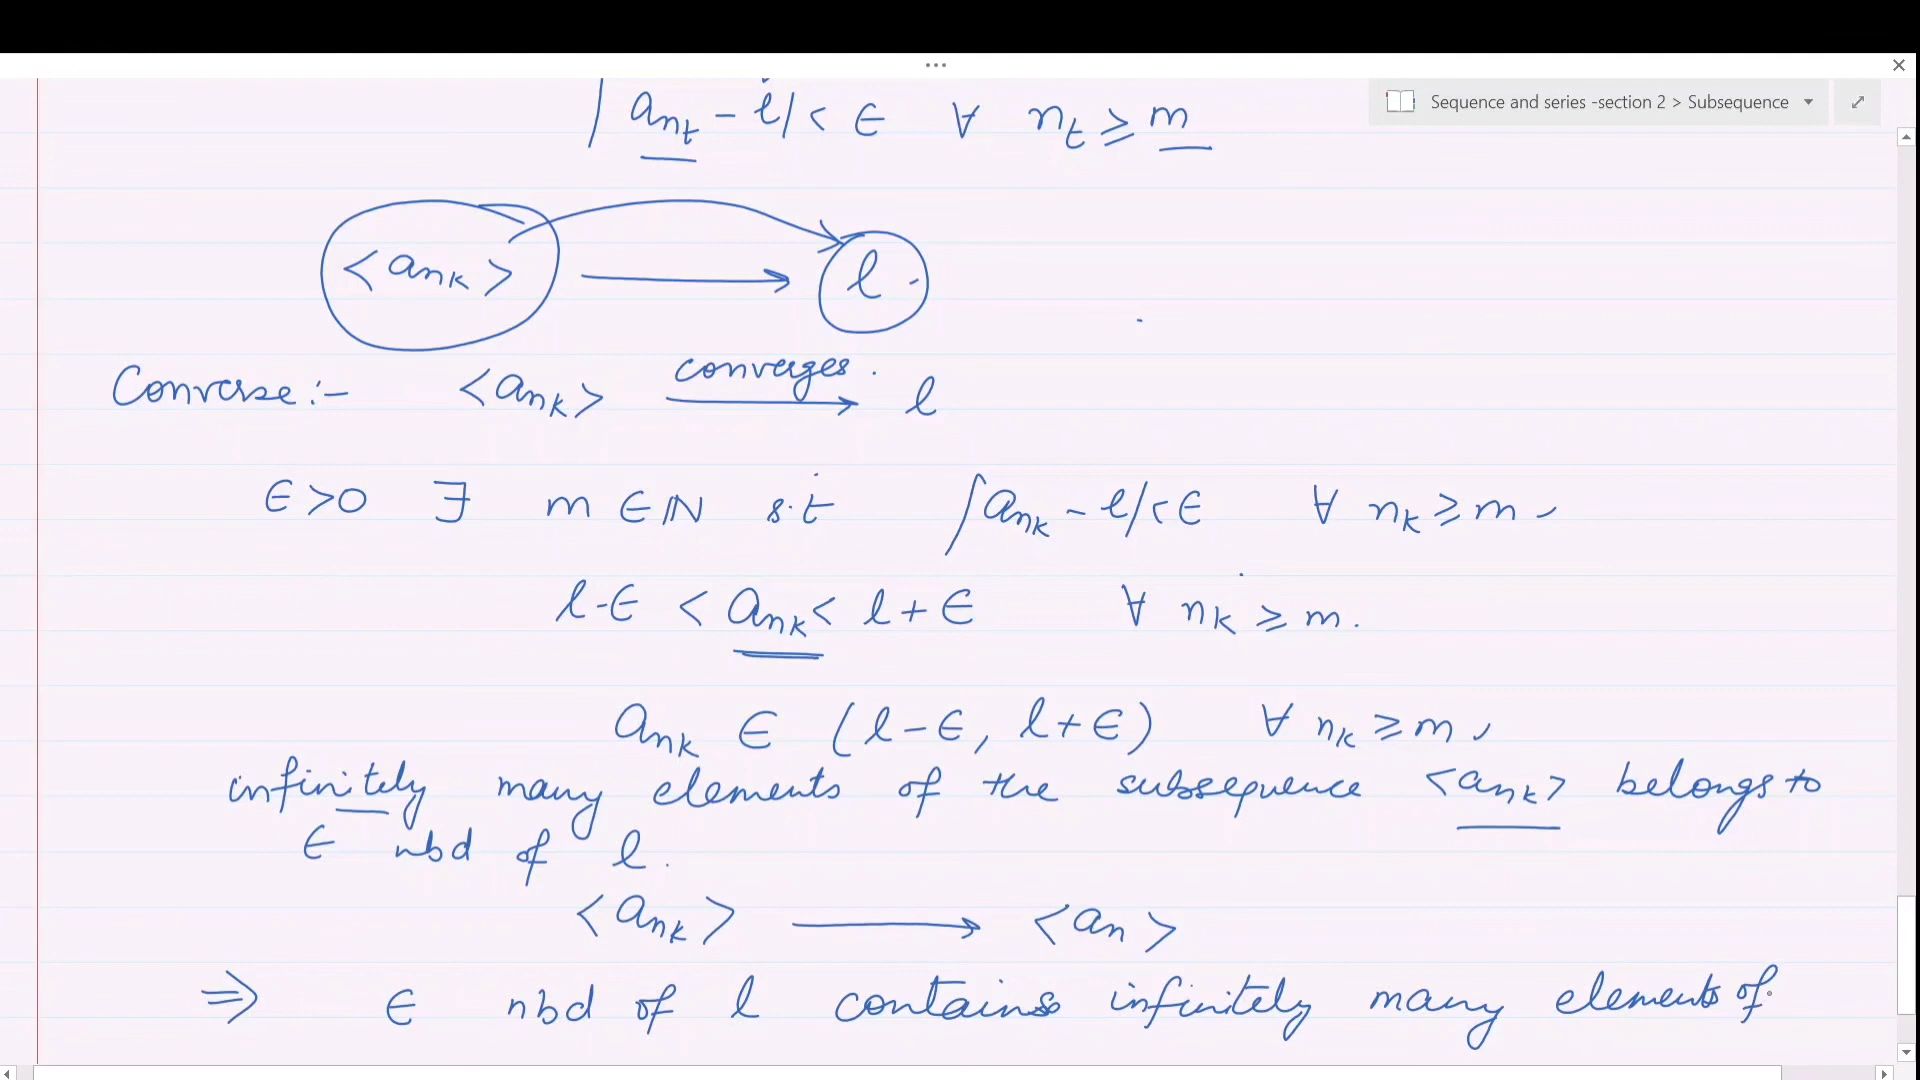 Sequence and series -section 2 > Subsequence
| a_{n_t} - l | < ∈ ∀ n_t ⩾ m
<a_{n_k}> → l
Converse :- <a_{n_k}> converges → l
∈ > 0 ∃ m ∈ ℕ s.t |a_{n_k} - l| < ∈ ∀ n_k ⩾ m
l - ∈ < a_{n_k} < l + ∈ ∀ n_k ⩾ m.
a_{n_k} ∈ (l - ∈, l + ∈) ∀ n_k ⩾ m
infinitely many elements of the subsequence <a_{n_k}> belongs to
∈ nbd of l.
<a_{n_k}> → <a_n>
⇒ ∈ nbd of l contains infinitely many elements of